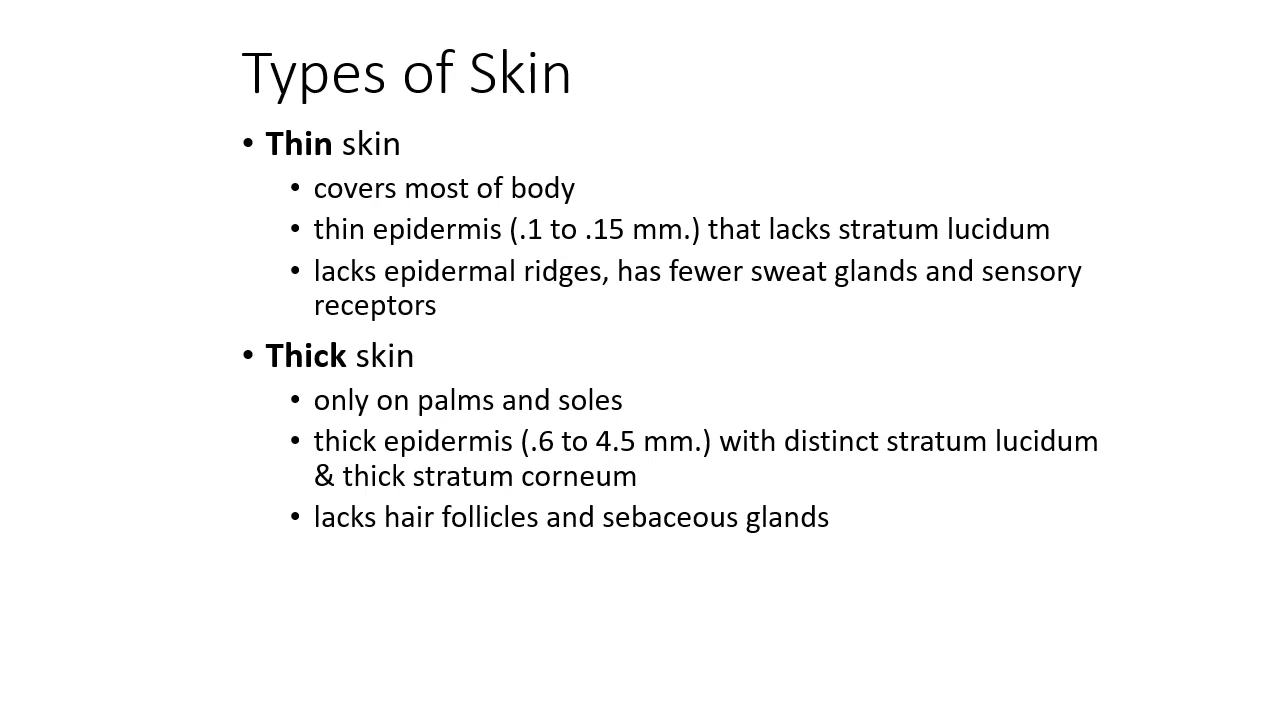 Types of Skin
• Thin skin
• covers most of body
• thin epidermis (.1 to .15 mm.) that lacks stratum lucidum
• lacks epidermal ridges, has fewer sweat glands and sensory
receptors
• Thick skin
• only on palms and soles
• thick epidermis (.6 to 4.5 mm.) with distinct stratum lucidum
& thick stratum corneum
• lacks hair follicles and sebaceous glands